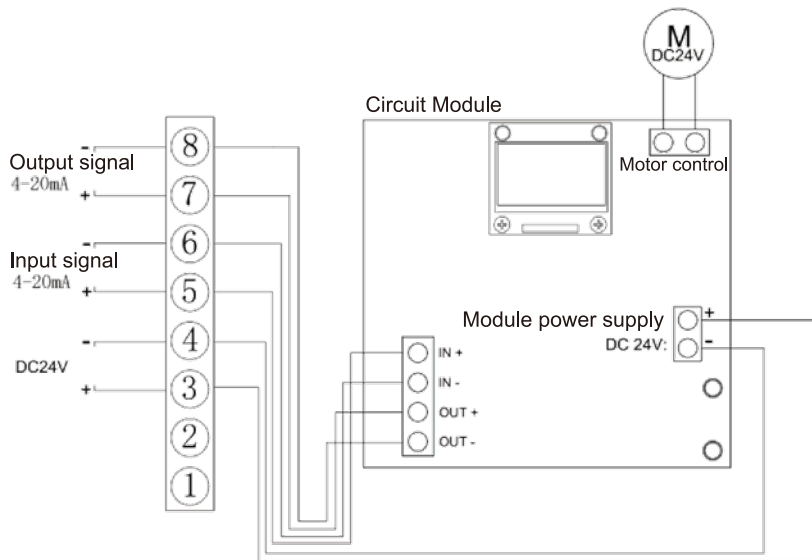 M
DC24V
Circuit Module
Motor control
-
8
Output signal
4-20mA
+
7
-
6
Input signal
4-20mA
+
5
-
4
DC24V
+
3
2
1
Module power supply
+
DC 24V:
-
IN +
IN -
OUT +
OUT -